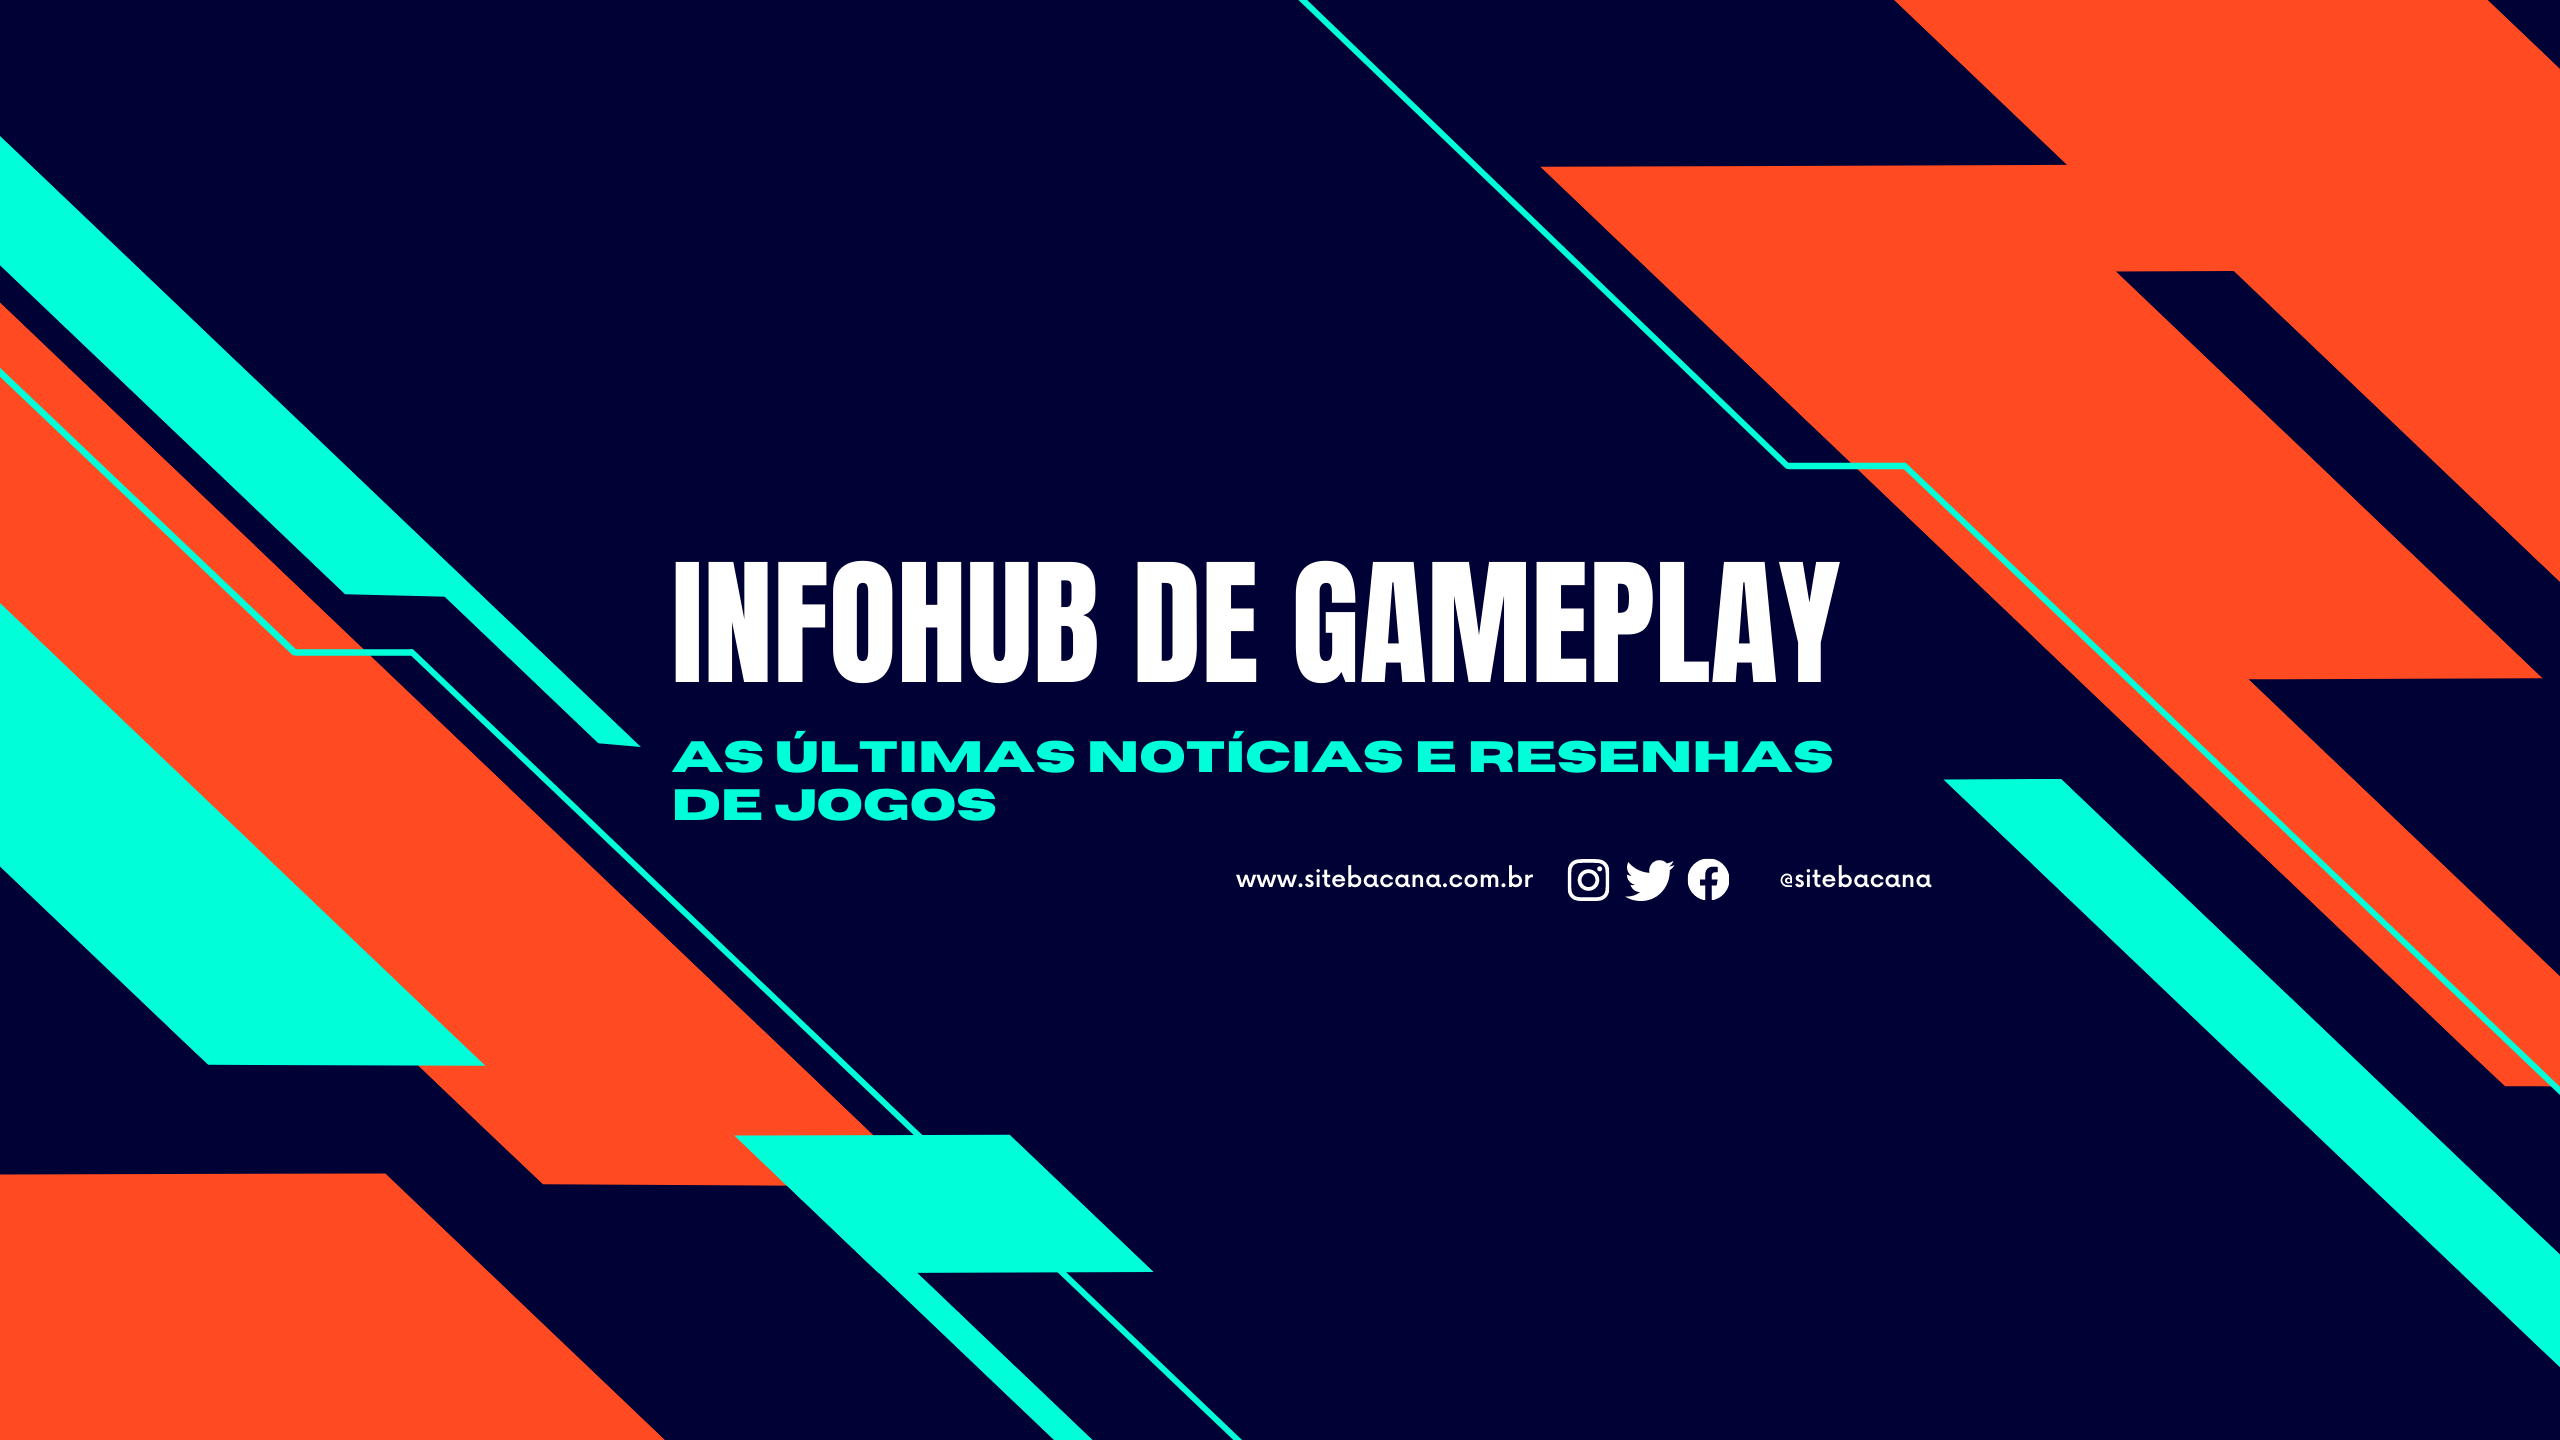 INFOHUB DE GAMEPLAY
AS ÚLTIMAS NOTÍCIAS E RESENHAS
DE JOGOS
www.sitebacana.com.br @sitebacana